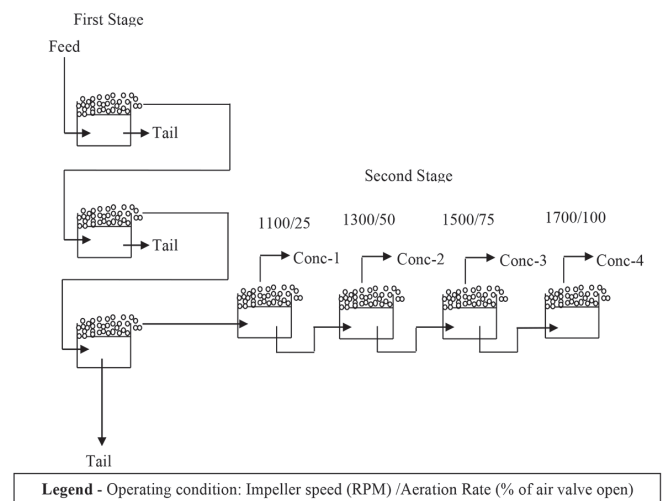 First Stage
Feed
Tail
Tail
Tail
Second Stage
1100/25
1300/50
1500/75
1700/100
Conc-1
Conc-2
Conc-3
Conc-4
Legend - Operating condition: Impeller speed (RPM) /Aeration Rate (% of air valve open)